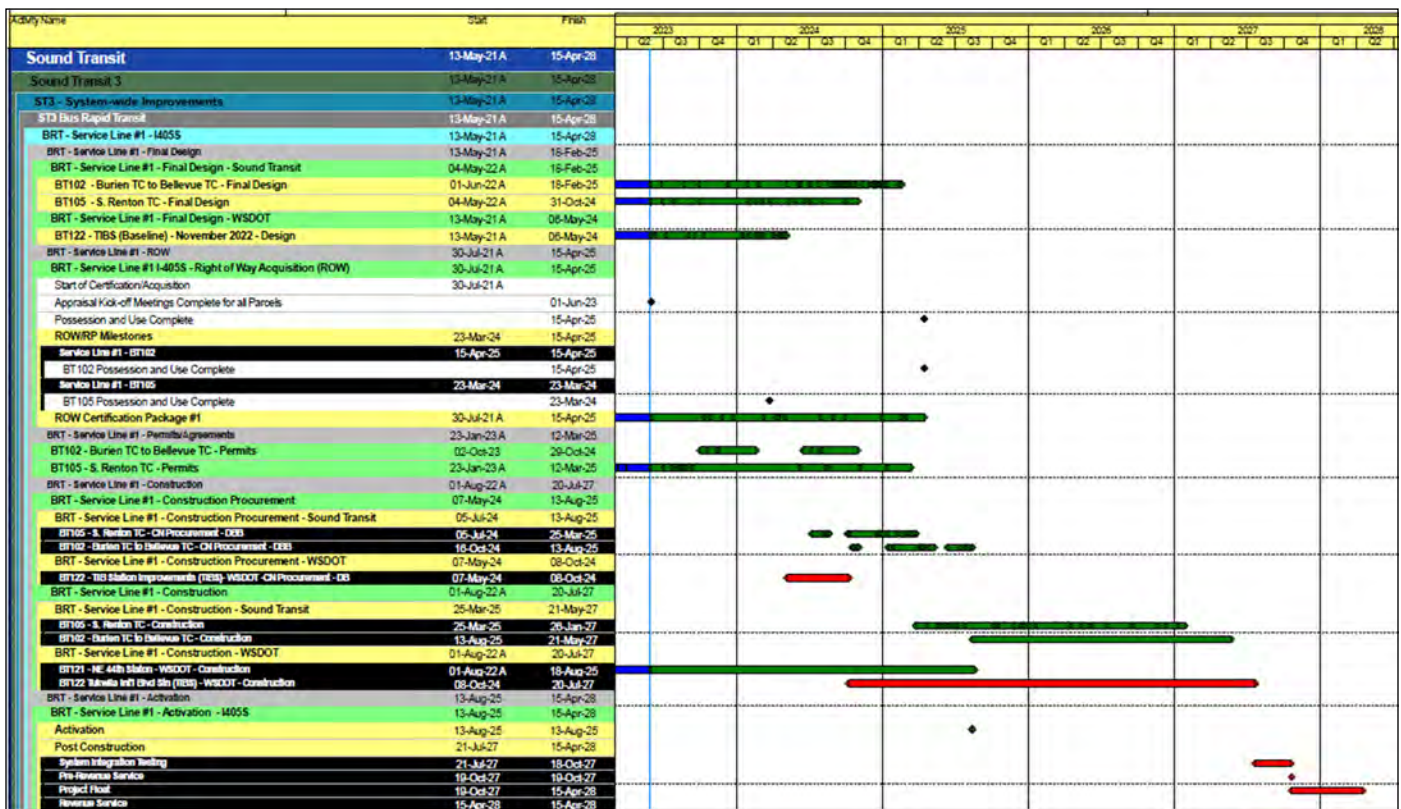 Activity Name Start Finish 2023 2024 2025 2026 2027 2028
Q2 Q3 Q4 Q1 Q2 Q3 Q4 Q1 Q2 Q3 Q4 Q1 Q2 Q3 Q4 Q1 Q2 Q3 Q4 Q1 Q2
Sound Transit 13-May-21 A 15-Apr-28
Sound Transit 3 13-May-21 A 15-Apr-28
ST3 - System-wide Improvements 13-May-21 A 15-Apr-28
ST3 Bus Rapid Transit 13-May-21 A 15-Apr-28
BRT - Service Line #1 - I405S 13-May-21 A 15-Apr-28
BRT - Service Line #1 - Final Design 13-May-21 A 18-Feb-25
BRT - Service Line #1 - Final Design - Sound Transit 04-May-22 A 18-Feb-25
BT102 - Burien TC to Bellevue TC - Final Design 01-Jun-22 A 18-Feb-25
BT105 - S. Renton TC - Final Design 04-May-22 A 31-Oct-24
BRT - Service Line #1 - Final Design - WSDOT 13-May-21 A 06-May-24
BT122 - TIBS (Baseline) - November 2022 - Design 13-May-21 A 06-May-24
BRT - Service Line #1 - ROW 30-Jul-21 A 15-Apr-25
BRT - Service Line #1 I-405S - Right of Way Acquisition (ROW) 30-Jul-21 A 15-Apr-25
Start of Certification/Acquisition 30-Jul-21 A
Appraisal Kick-off Meetings Complete for all Parcels 01-Jun-23
Possession and Use Complete 15-Apr-25
ROW/RP Milestones 23-Mar-24 15-Apr-25
Service Line #1 - BT102 15-Apr-25 15-Apr-25
BT102 Possession and Use Complete 15-Apr-25
Service Line #1 - BT105 23-Mar-24 23-Mar-24
BT105 Possession and Use Complete 23-Mar-24
ROW Certification Package #1 30-Jul-21 A 15-Apr-25
BRT - Service Line #1 - Permits/Agreements 23-Jan-23 A 12-Mar-25
BT102 - Burien TC to Bellevue TC - Permits 02-Oct-23 29-Oct-24
BT105 - S. Renton TC - Permits 23-Jan-23 A 12-Mar-25
BRT - Service Line #1 - Construction 01-Aug-22 A 20-Jul-27
BRT - Service Line #1 - Construction Procurement 07-May-24 13-Aug-25
BRT - Service Line #1 - Construction Procurement - Sound Transit 05-Jul-24 13-Aug-25
BT105 - S. Renton TC - CN Procurement - DBB 05-Jul-24 25-Mar-25
BT102 - Burien TC to Bellevue TC - CN Procurement - DBB 16-Oct-24 13-Aug-25
BRT - Service Line #1 - Construction Procurement - WSDOT 07-May-24 08-Oct-24
BT122 - TIB Station Improvements (TIBS)- WSDOT -CN Procurement - DB 07-May-24 08-Oct-24
BRT - Service Line #1 - Construction 01-Aug-22 A 20-Jul-27
BRT - Service Line #1 - Construction - Sound Transit 25-Mar-25 21-May-27
BT105 - S. Renton TC - Construction 25-Mar-25 26-Jan-27
BT102 - Burien TC to Bellevue TC - Construction 13-Aug-25 21-May-27
BRT - Service Line #1 - Construction - WSDOT 01-Aug-22 A 20-Jul-27
BT121 - NE 44th Station - WSDOT - Construction 01-Aug-22 A 18-Aug-25
BT122 Tukwila Int'l Blvd Stn (TIBS) - WSDOT - Construction 08-Oct-24 20-Jul-27
BRT - Service Line #1 - Activation 13-Aug-25 15-Apr-28
BRT - Service Line #1 - Activation - I405S 13-Aug-25 15-Apr-28
Activation 13-Aug-25 13-Aug-25
Post Construction 21-Jul-27 15-Apr-28
System Integration Testing 21-Jul-27 18-Oct-27
Pre-Revenue Service 19-Oct-27 19-Oct-27
Project Float 19-Oct-27 15-Apr-28
Revenue Service 15-Apr-28 15-Apr-28